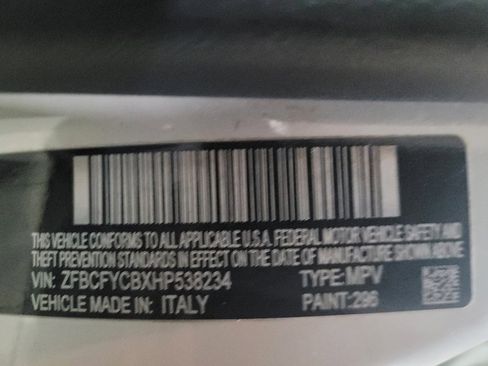 THIS VEHICLE CONFORMS TO ALL APPLICABLE U.S.A. FEDERAL MOTOR VEHICLE SAFETY AND
THEFT PREVENTION STANDARDS IN EFFECT ON THE DATE OF MANUFACTURE SHOWN ABOVE
VIN: ZFBCFYCBXHP538234 TYPE: MPV
VEHICLE MADE IN: ITALY PAINT: 296